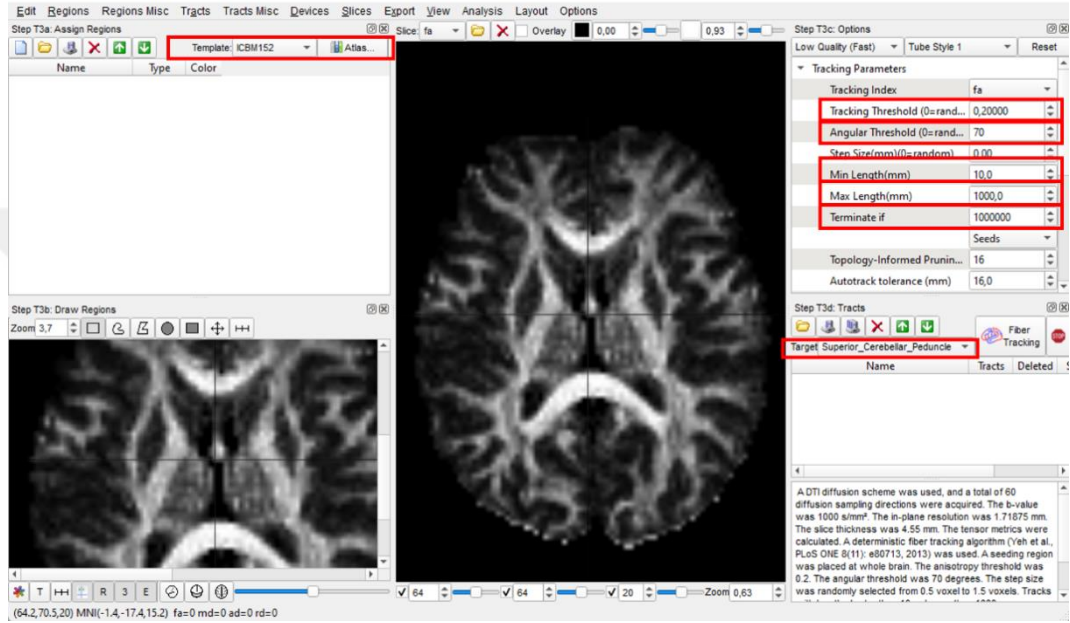 Edit Regions Regions Misc Tracts Tracts Misc Devices Slices Export View Analysis Layout Options
Step T3a: Assign Regions
Template: ICBM152 Atlas...
Name Type Color
Slice: fa Overlay 0,00 0,93
Step T3c: Options
Low Quality (Fast) Tube Style 1 Reset
Tracking Parameters
Tracking Index fa
Tracking Threshold (0=rand... 0,20000
Angular Threshold (0=rand... 70
Step Size(mm)(0=random) 0,00
Min Length(mm) 10,0
Max Length(mm) 1000,0
Terminate if 1000000
Seeds
Topology-Informed Prunin... 16
Autotrack tolerance (mm) 16,0
Step T3b: Draw Regions
Zoom 3,7
Step T3d: Tracts
Fiber
Tracking
STOP
Target Superior_Cerebellar_Peduncle
Name Tracts Deleted S
A DTI diffusion scheme was used, and a total of 60
diffusion sampling directions were acquired. The b-value
was 1000 s/mm². The in-plane resolution was 1.71875 mm.
The slice thickness was 4.55 mm. The tensor metrics were
calculated. A deterministic fiber tracking algorithm (Yeh et al.,
PLoS ONE 8(11): e80713, 2013) was used. A seeding region
was placed at whole brain. The anisotropy threshold was
0.2. The angular threshold was 70 degrees. The step size
was randomly selected from 0.5 voxel to 1.5 voxels. Tracks
T R 3 E
64 64 20 Zoom 0,63
(64.2,70.5,20) MNI(-1.4,-17.4,15.2) fa=0 md=0 ad=0 rd=0